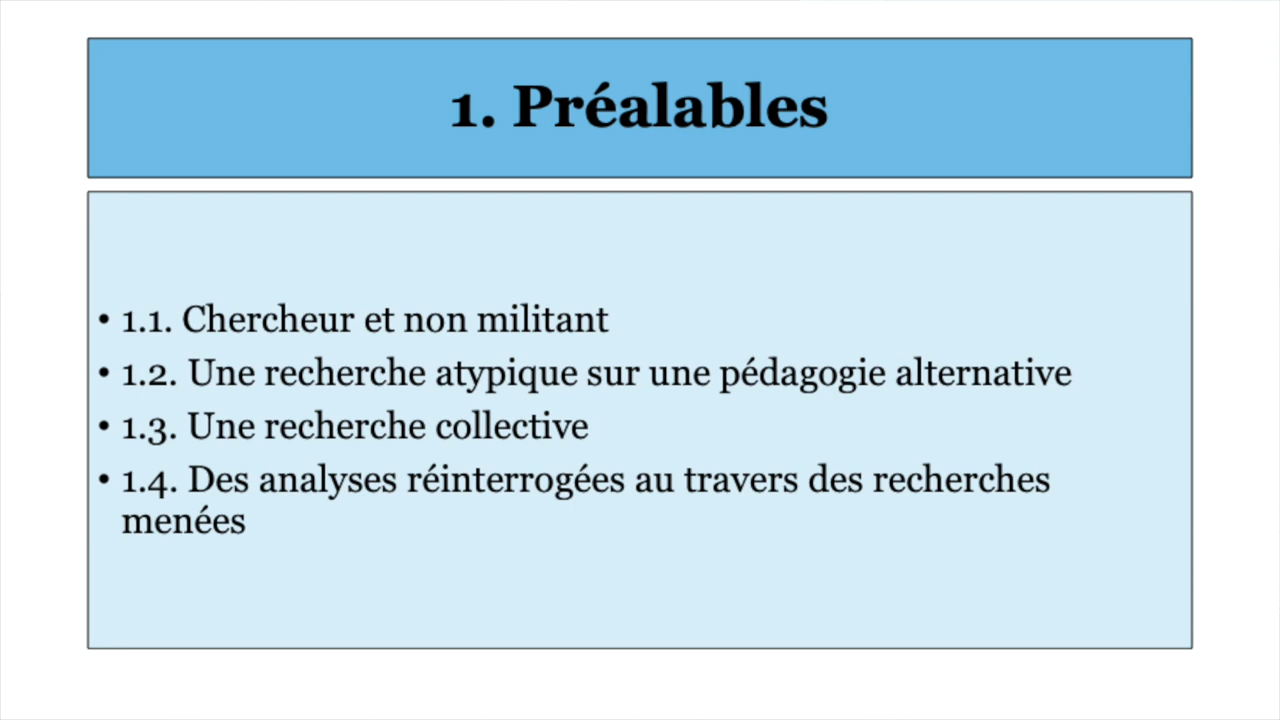 1. Préalables
• 1.1. Chercheur et non militant
• 1.2. Une recherche atypique sur une pédagogie alternative
• 1.3. Une recherche collective
• 1.4. Des analyses réinterrogées au travers des recherches
menées